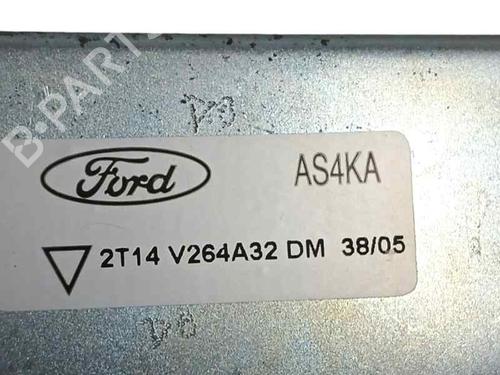 B-PARTS
Ford
AS4KA
2T14 V264A32 DM 38/05